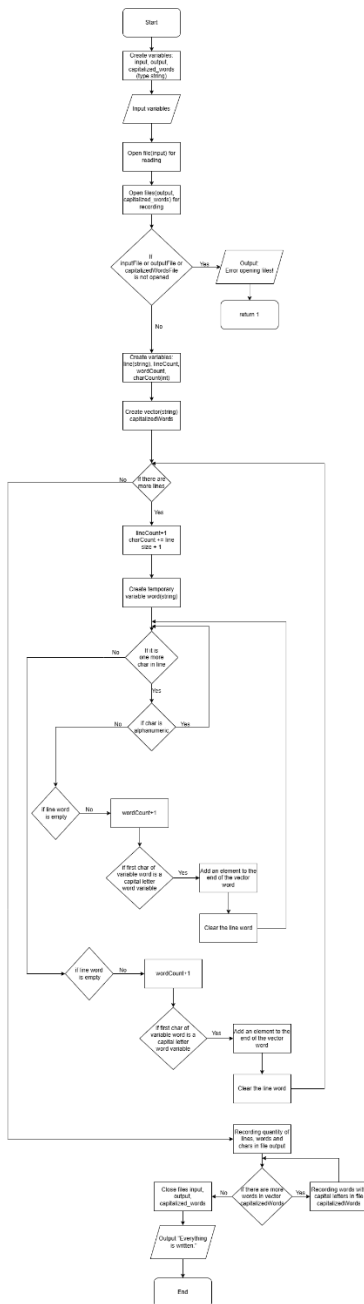 Start
Create variables:
input, output,
capitalized_words
(type string)
Input variables
Open file(input) for
reading
Open files(output,
capitalized_words) for
recording
If
inputFile or outputFile or
capitalizedWordsFile
is not opened
Yes
Output:
Error opening files!
return 1
No
Create variables:
line(string), lineCount,
wordCount,
charCount(int)
Create vector(string)
capitalizedWords
No
If there are
more lines
Yes
lineCount+1
charCount += line
size + 1
Create temporary
variable word(string)
No
If it is
one more
char in line
Yes
No
if char is
alphanumeric
Yes
if line word
is empty
No
wordCount+1
if first char of
variable word is a
capital letter
word variable
Yes
Add an element to the
end of the vector
word
Clear the line word
if line word
is empty
No
wordCount+1
if first char of
variable word is a
capital letter
word variable
Yes
Add an element to the
end of the vector
word
Clear the line word
Recording quantity of
lines, words and
chars in file output
Close files input,
output,
capitalized_words
No
If there are more
words in vector
capitalizedWords
Yes
Recording words with
capital letters in file
capitalizedWords
Output "Everything
is written."
End